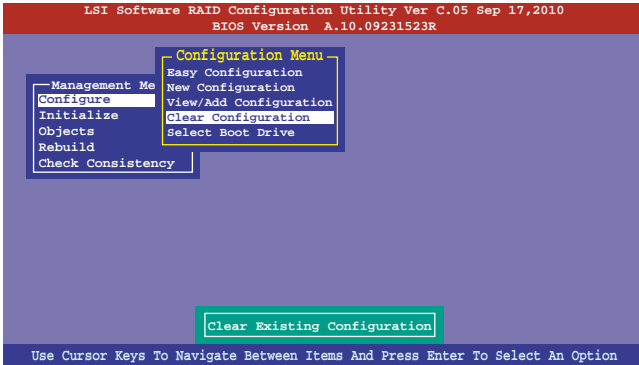 LSI Software RAID Configuration Utility Ver C.05 Sep 17,2010
BIOS Version A.10.09231523R
Configuration Menu
Easy Configuration
New Configuration
View/Add Configuration
Clear Configuration
Select Boot Drive
Management Me
Configure
Initialize
Objects
Rebuild
Check Consistency
Clear Existing Configuration
Use Cursor Keys To Navigate Between Items And Press Enter To Select An Option